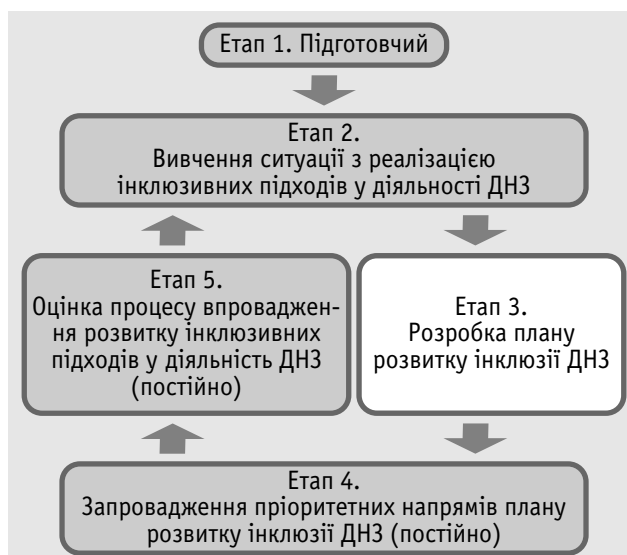 Етап 1. Підготовчий
Етап 2.
Вивчення ситуації з реалізацією
інклюзивних підходів у діяльності ДНЗ
Етап 5.
Оцінка процесу впроваджен-
ня розвитку інклюзивних
підходів у діяльність ДНЗ
(постійно)
Етап 3.
Розробка плану
розвитку інклюзії ДНЗ
Етап 4.
Запровадження пріоритетних напрямів плану
розвитку інклюзії ДНЗ (постійно)